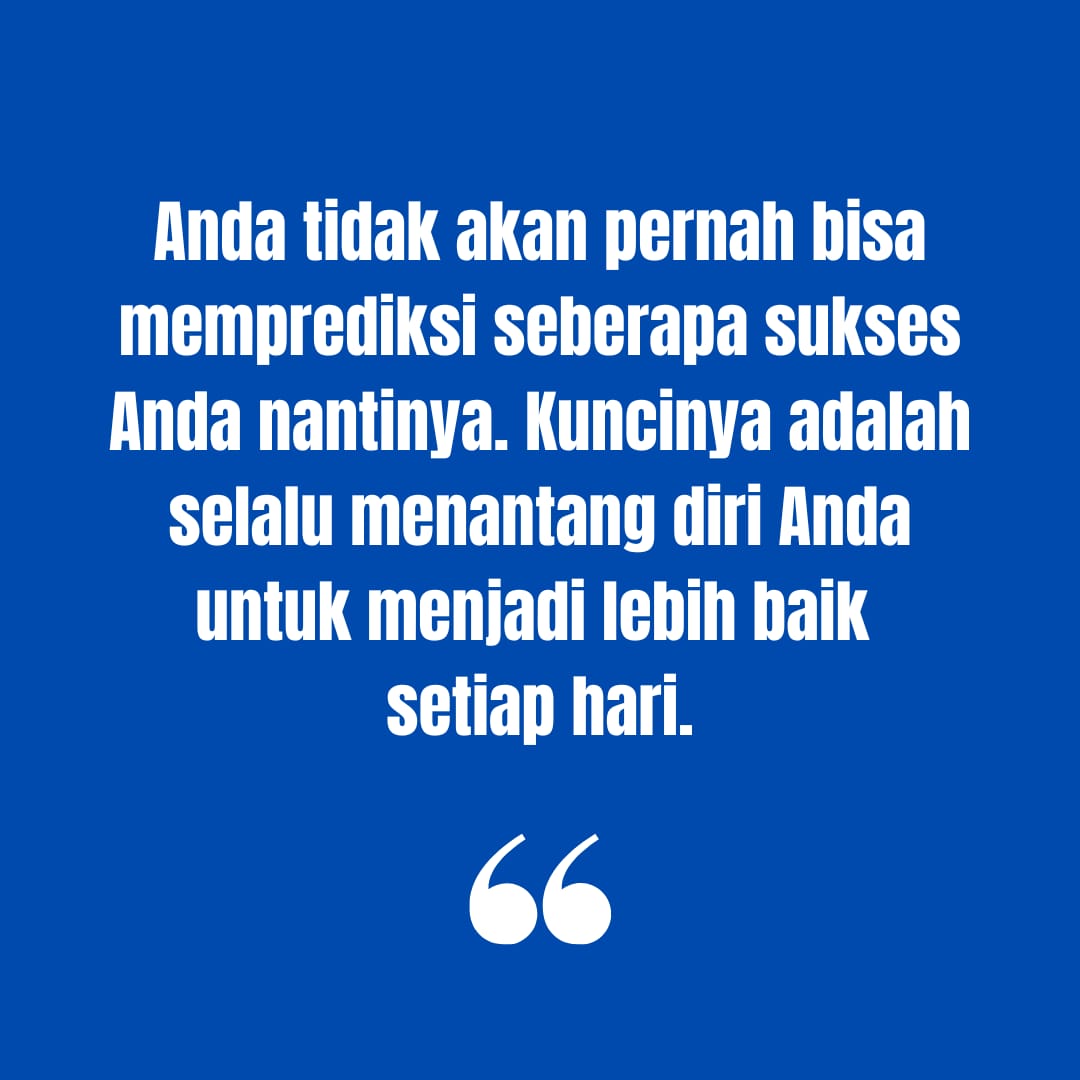 Anda tidak akan pernah bisa
memprediksi seberapa sukses
Anda nantinya. Kuncinya adalah
selalu menantang diri Anda
untuk menjadi lebih baik
setiap hari.
“